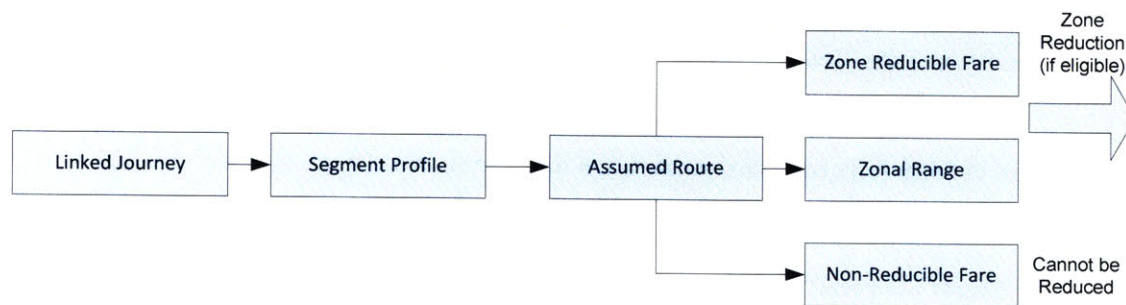 Zone
Reduction
(if eligible)
Zone Reducible Fare
Linked Journey
Segment Profile
Assumed Route
Zonal Range
Non-Reducible Fare
Cannot be
Reduced